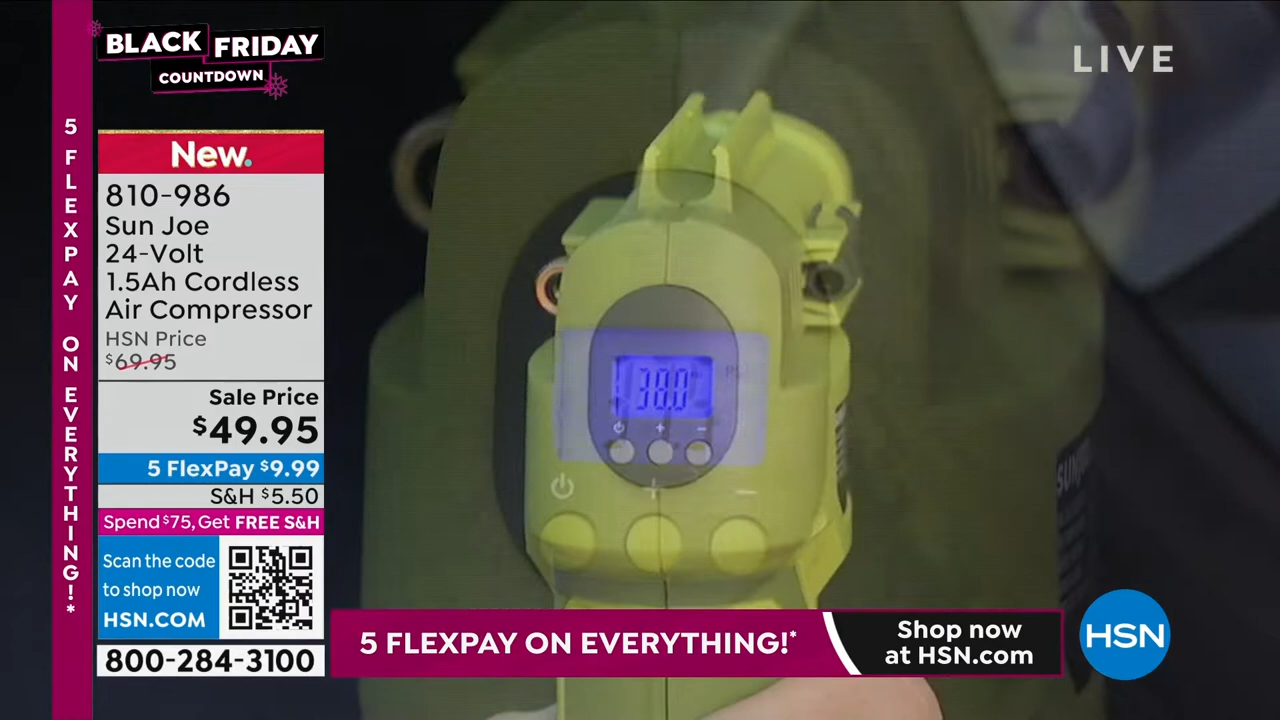 BLACK FRIDAY
COUNTDOWN
LIVE
5 FLEXPAY ON EVERYTHING!*
New.
810-986
Sun Joe
24-Volt
1.5Ah Cordless
Air Compressor
HSN Price
$69.95
Sale Price
$49.95
5 FlexPay $9.99
S&H $5.50
Spend $75, Get FREE S&H
Scan the code
to shop now
HSN.COM
800-284-3100
38.0
5 FLEXPAY ON EVERYTHING!*
Shop now
at HSN.com
HSN